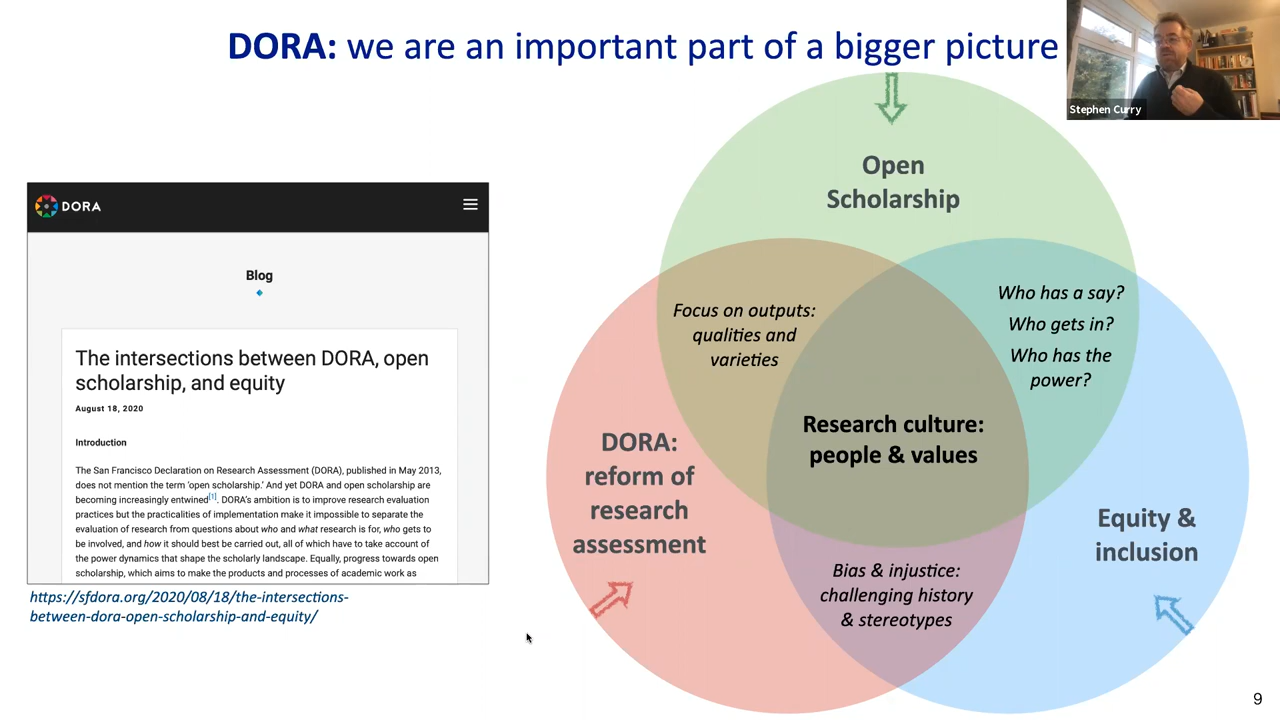 DORA: we are an important part of a bigger picture
Stephen Curry
DORA
Blog
The intersections between DORA, open
scholarship, and equity
August 18, 2020
Introduction
The San Francisco Declaration on Research Assessment (DORA), published in May 2013,
does not mention the term ‘open scholarship.’ And yet DORA and open scholarship are
becoming increasingly entwined[1]. DORA’s ambition is to improve research evaluation
practices but the practicalities of implementation make it impossible to separate the
evaluation of research from questions about who and what research is for, who gets to
be involved, and how it should best be carried out, all of which have to take account of
the power dynamics that shape the scholarly landscape. Equally, progress towards open
scholarship, which aims to make the products and processes of academic work as
https://sfdora.org/2020/08/18/the-intersections-
between-dora-open-scholarship-and-equity/
Open
Scholarship
Focus on outputs:
qualities and
varieties
Who has a say?
Who gets in?
Who has the
power?
Research culture:
people & values
DORA:
reform of
research
assessment
Equity &
inclusion
Bias & injustice:
challenging history
& stereotypes
9